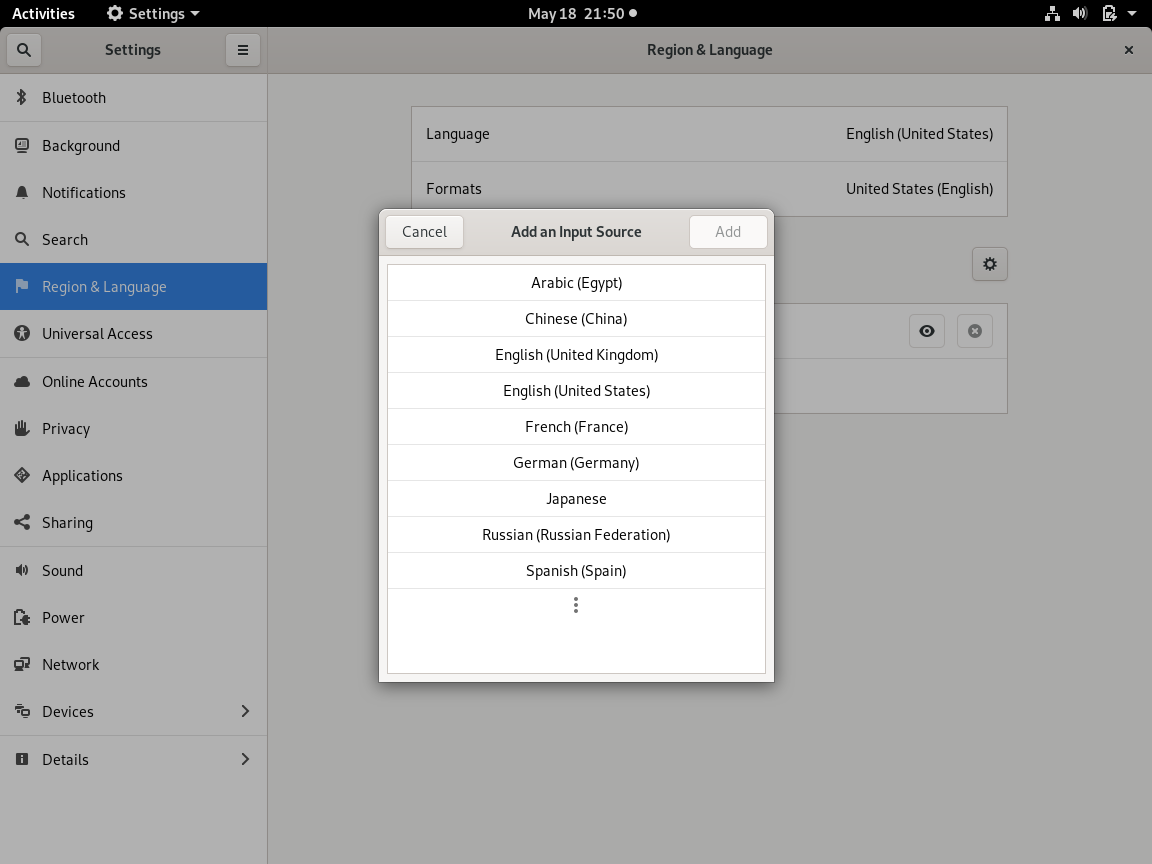 Activities Settings May 18 21:50
Settings Region & Language
Bluetooth
Background
Notifications
Search
Region & Language
Universal Access
Online Accounts
Privacy
Applications
Sharing
Sound
Power
Network
Devices
Details
Language English (United States)
Formats United States (English)
Cancel Add an Input Source Add
Arabic (Egypt)
Chinese (China)
English (United Kingdom)
English (United States)
French (France)
German (Germany)
Japanese
Russian (Russian Federation)
Spanish (Spain)